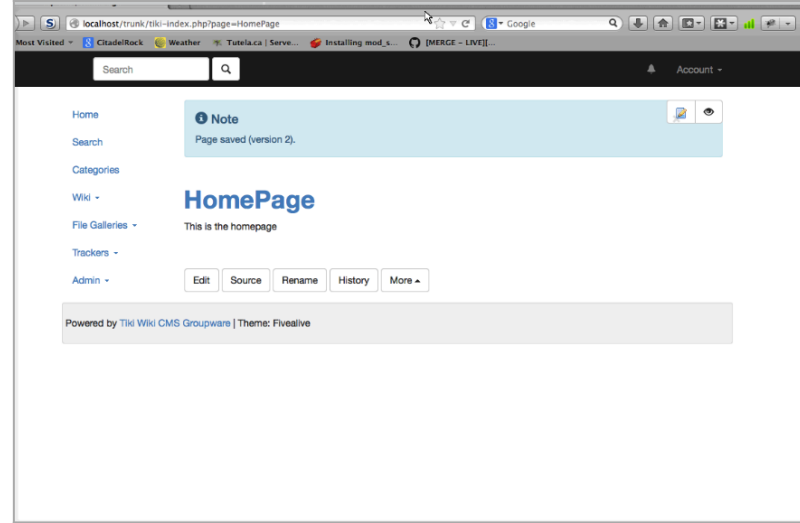 localhost/trunk/tiki-index.php?page=HomePage
Google
Most Visited
CitadelRock
Weather
Tutela.ca | Serve...
Installing mod_s...
[MERGE - LIVE][...
Search
Account
Home
Search
Categories
Wiki
File Galleries
Trackers
Admin
Note
Page saved (version 2).
HomePage
This is the homepage
Edit
Source
Rename
History
More
Powered by Tiki Wiki CMS Groupware | Theme: Fivealive